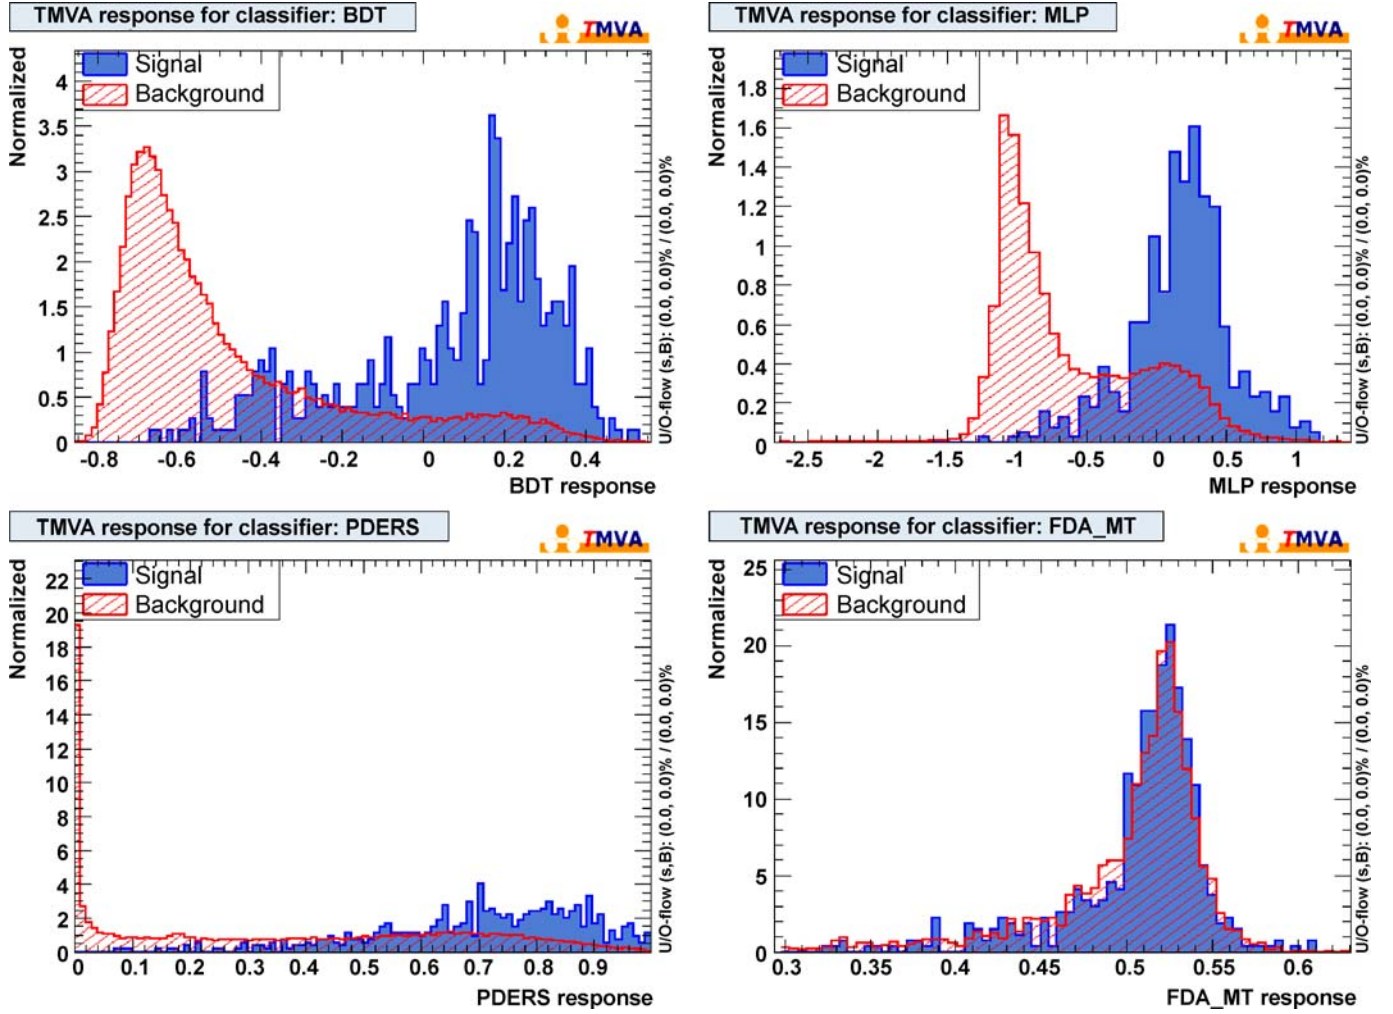 TMVA response for classifier: BDT
TMVA
Normalized
Signal
Background
4
3.5
3
2.5
2
1.5
1
0.5
0
-0.8 -0.6 -0.4 -0.2 0 0.2 0.4
BDT response
U/O-flow (s,B): (0.0, 0.0)% / (0.0, 0.0)%
TMVA response for classifier: MLP
TMVA
Normalized
Signal
Background
1.8
1.6
1.4
1.2
1
0.8
0.6
0.4
0.2
0
-2.5 -2 -1.5 -1 -0.5 0 0.5 1
MLP response
U/O-flow (s,B): (0.0, 0.0)% / (0.0, 0.0)%
TMVA response for classifier: PDERS
TMVA
Normalized
Signal
Background
22
20
18
16
14
12
10
8
6
4
2
0
0 0.1 0.2 0.3 0.4 0.5 0.6 0.7 0.8 0.9
PDERS response
U/O-flow (s,B): (0.0, 0.0)% / (0.0, 0.0)%
TMVA response for classifier: FDA_MT
TMVA
Normalized
Signal
Background
25
20
15
10
5
0
0.3 0.35 0.4 0.45 0.5 0.55 0.6
FDA_MT response
U/O-flow (s,B): (0.0, 0.0)% / (0.0, 0.0)%